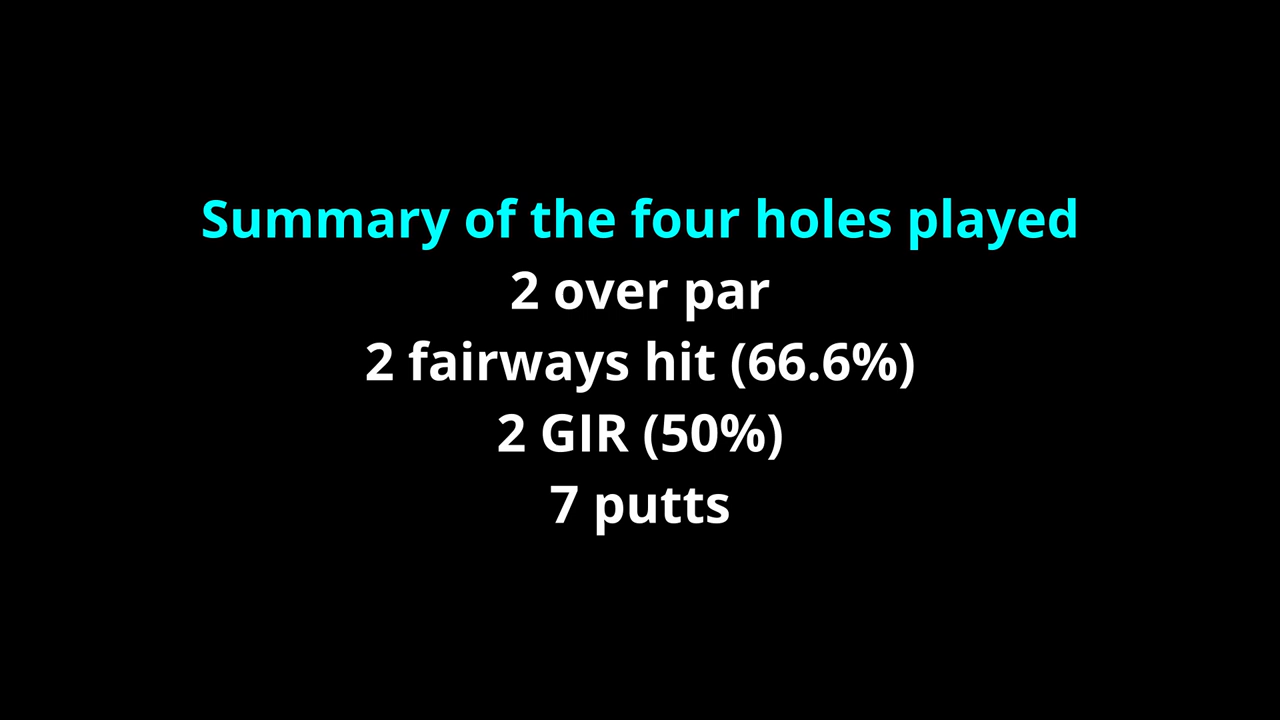 Summary of the four holes played
2 over par
2 fairways hit (66.6%)
2 GIR (50%)
7 putts